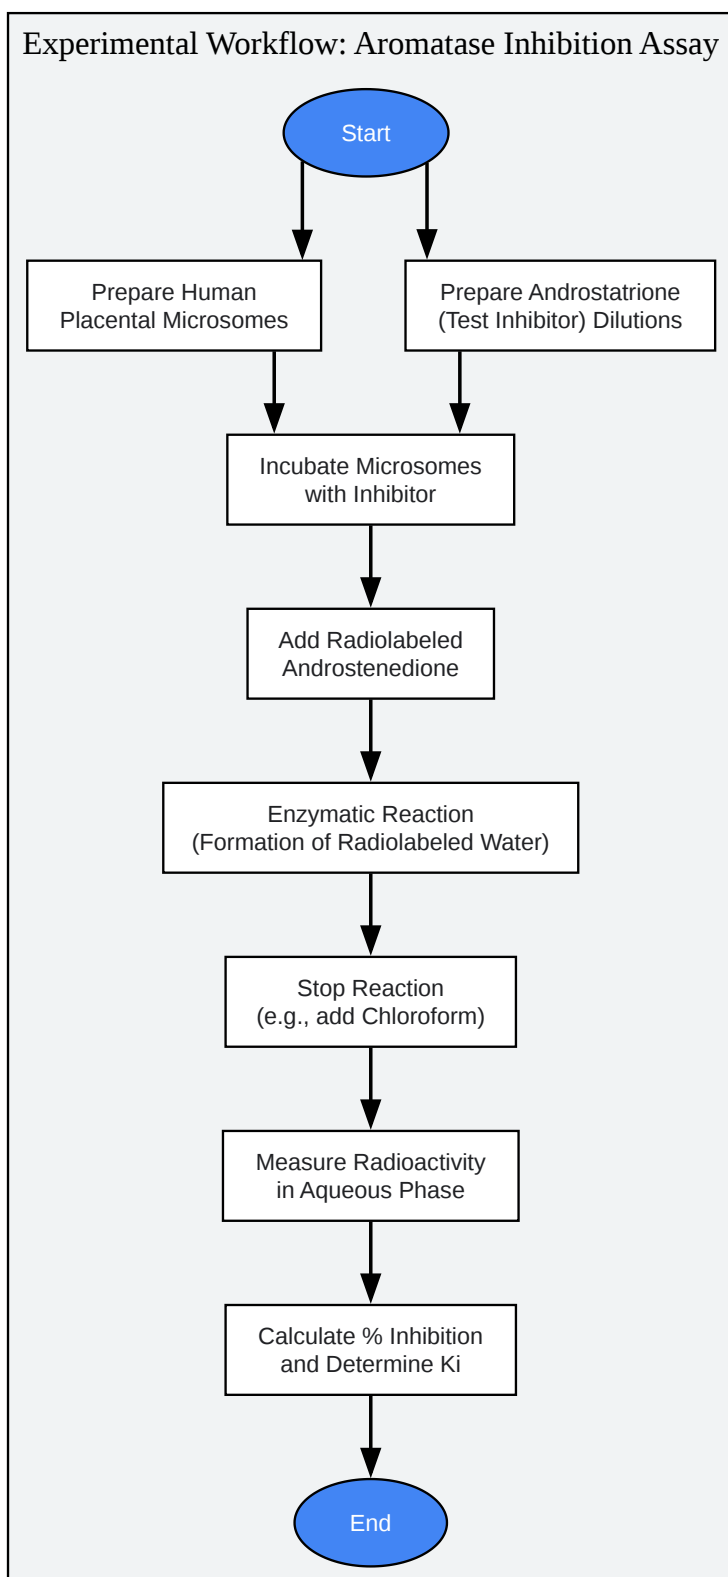 Experimental Workflow: Aromatase Inhibition Assay
Start
Prepare Human
Placental Microsomes
Prepare Androstatrione
(Test Inhibitor) Dilutions
Incubate Microsomes
with Inhibitor
Add Radiolabeled
Androstenedione
Enzymatic Reaction
(Formation of Radiolabeled Water)
Stop Reaction
(e.g., add Chloroform)
Measure Radioactivity
in Aqueous Phase
Calculate % Inhibition
and Determine Ki
End